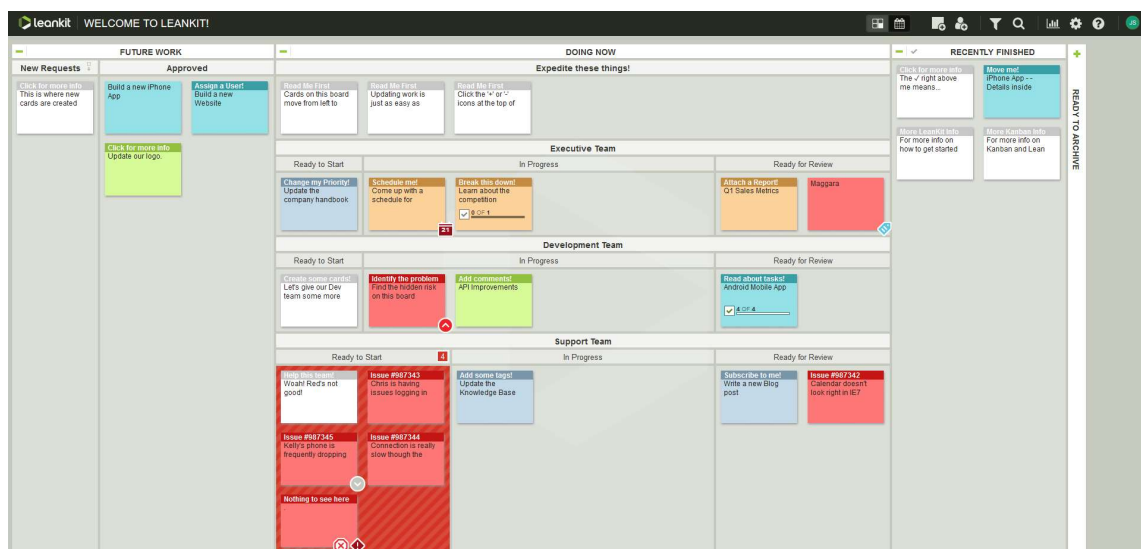 leankit WELCOME TO LEANKIT!
JS
FUTURE WORK
DOING NOW
RECENTLY FINISHED
New Requests
Approved
Expedite these things!
READY TO ARCHIVE
Click for more info
This is where new
cards are created
Build a new iPhone
App
Assign a User!
Build a new
Website
Click for more info
Update our logo.
Read Me First
Cards on this board
move from left to
Read Me First
Updating work is
just as easy as
Read Me First
Click the '+' or '-'
icons at the top of
Click for more info
The √ right above
me means...
Move me!
iPhone App - -
Details inside
More LeanKit Info
For more info on
how to get started
More Kanban Info
For more info on
Kanban and Lean
Executive Team
Ready to Start
In Progress
Ready for Review
Change my Priority!
Update the
company handbook
Schedule me!
Come up with a
schedule for
21
Break this down!
Learn about the
competition
0 OF 1
Attach a Report!
Q1 Sales Metrics
Maggara
Development Team
Ready to Start
In Progress
Ready for Review
Create some cards!
Let's give our Dev
team some more
Identify the problem
Find the hidden risk
on this board
Add comments!
API Improvements
Read about tasks!
Android Mobile App
4 OF 4
Support Team
Ready to Start
4
In Progress
Ready for Review
Help this team!
Woah! Red's not
good!
Issue #987343
Chris is having
issues logging in
Issue #987345
Kelly's phone is
frequently dropping
Issue #987344
Connection is really
slow though the
Nothing to see here
Add some tags!
Update the
Knowledge Base
Subscribe to me!
Write a new Blog
post
Issue #987342
Calendar doesn't
look right in IE7